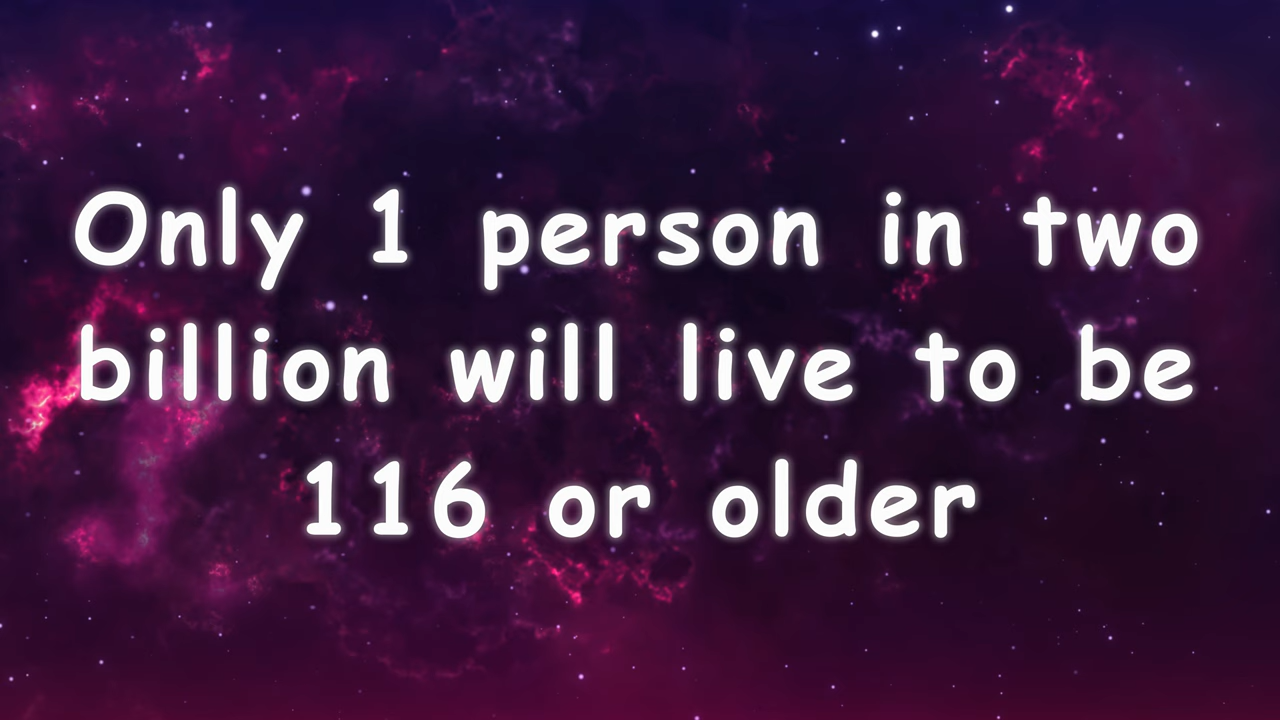 Only 1 person in two
billion will live to be
116 or older